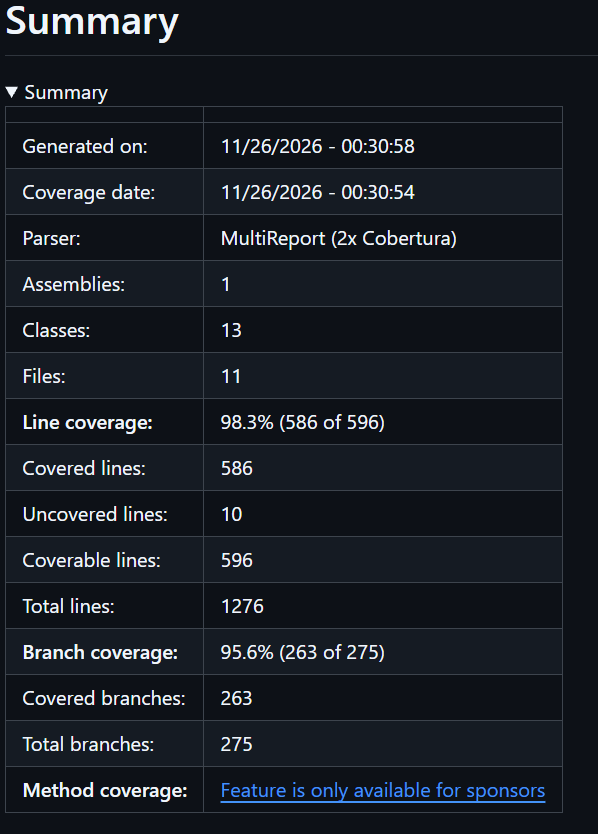 Summary
▼ Summary
Generated on: 11/26/2026 - 00:30:58
Coverage date: 11/26/2026 - 00:30:54
Parser: MultiReport (2x Cobertura)
Assemblies: 1
Classes: 13
Files: 11
Line coverage: 98.3% (586 of 596)
Covered lines: 586
Uncovered lines: 10
Coverable lines: 596
Total lines: 1276
Branch coverage: 95.6% (263 of 275)
Covered branches: 263
Total branches: 275
Method coverage: Feature is only available for sponsors